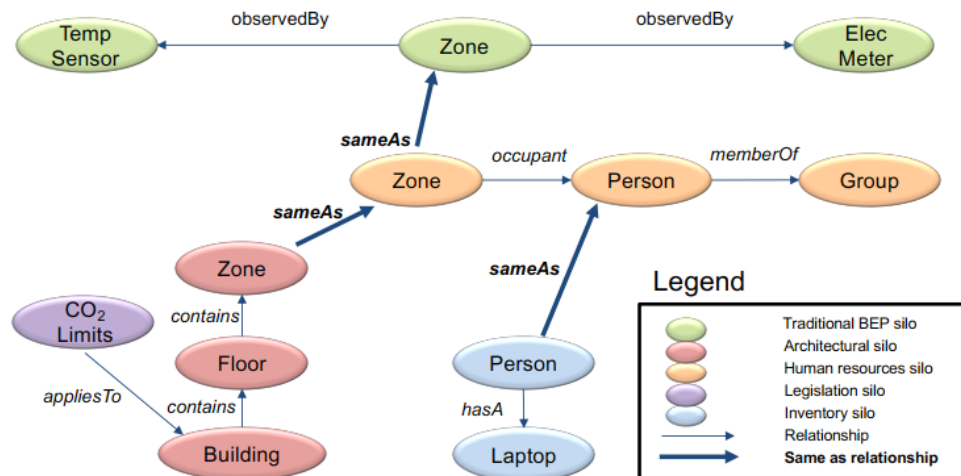 observedBy
observedBy
Temp
Sensor
Zone
Elec
Meter
sameAs
occupant
memberOf
Zone
Person
Group
sameAs
Zone
sameAs
Legend
CO₂
Limits
contains
Traditional BEP silo
Architectural silo
Human resources silo
Legislation silo
Inventory silo
Relationship
Same as relationship
Floor
Person
appliesTo
contains
hasA
Building
Laptop